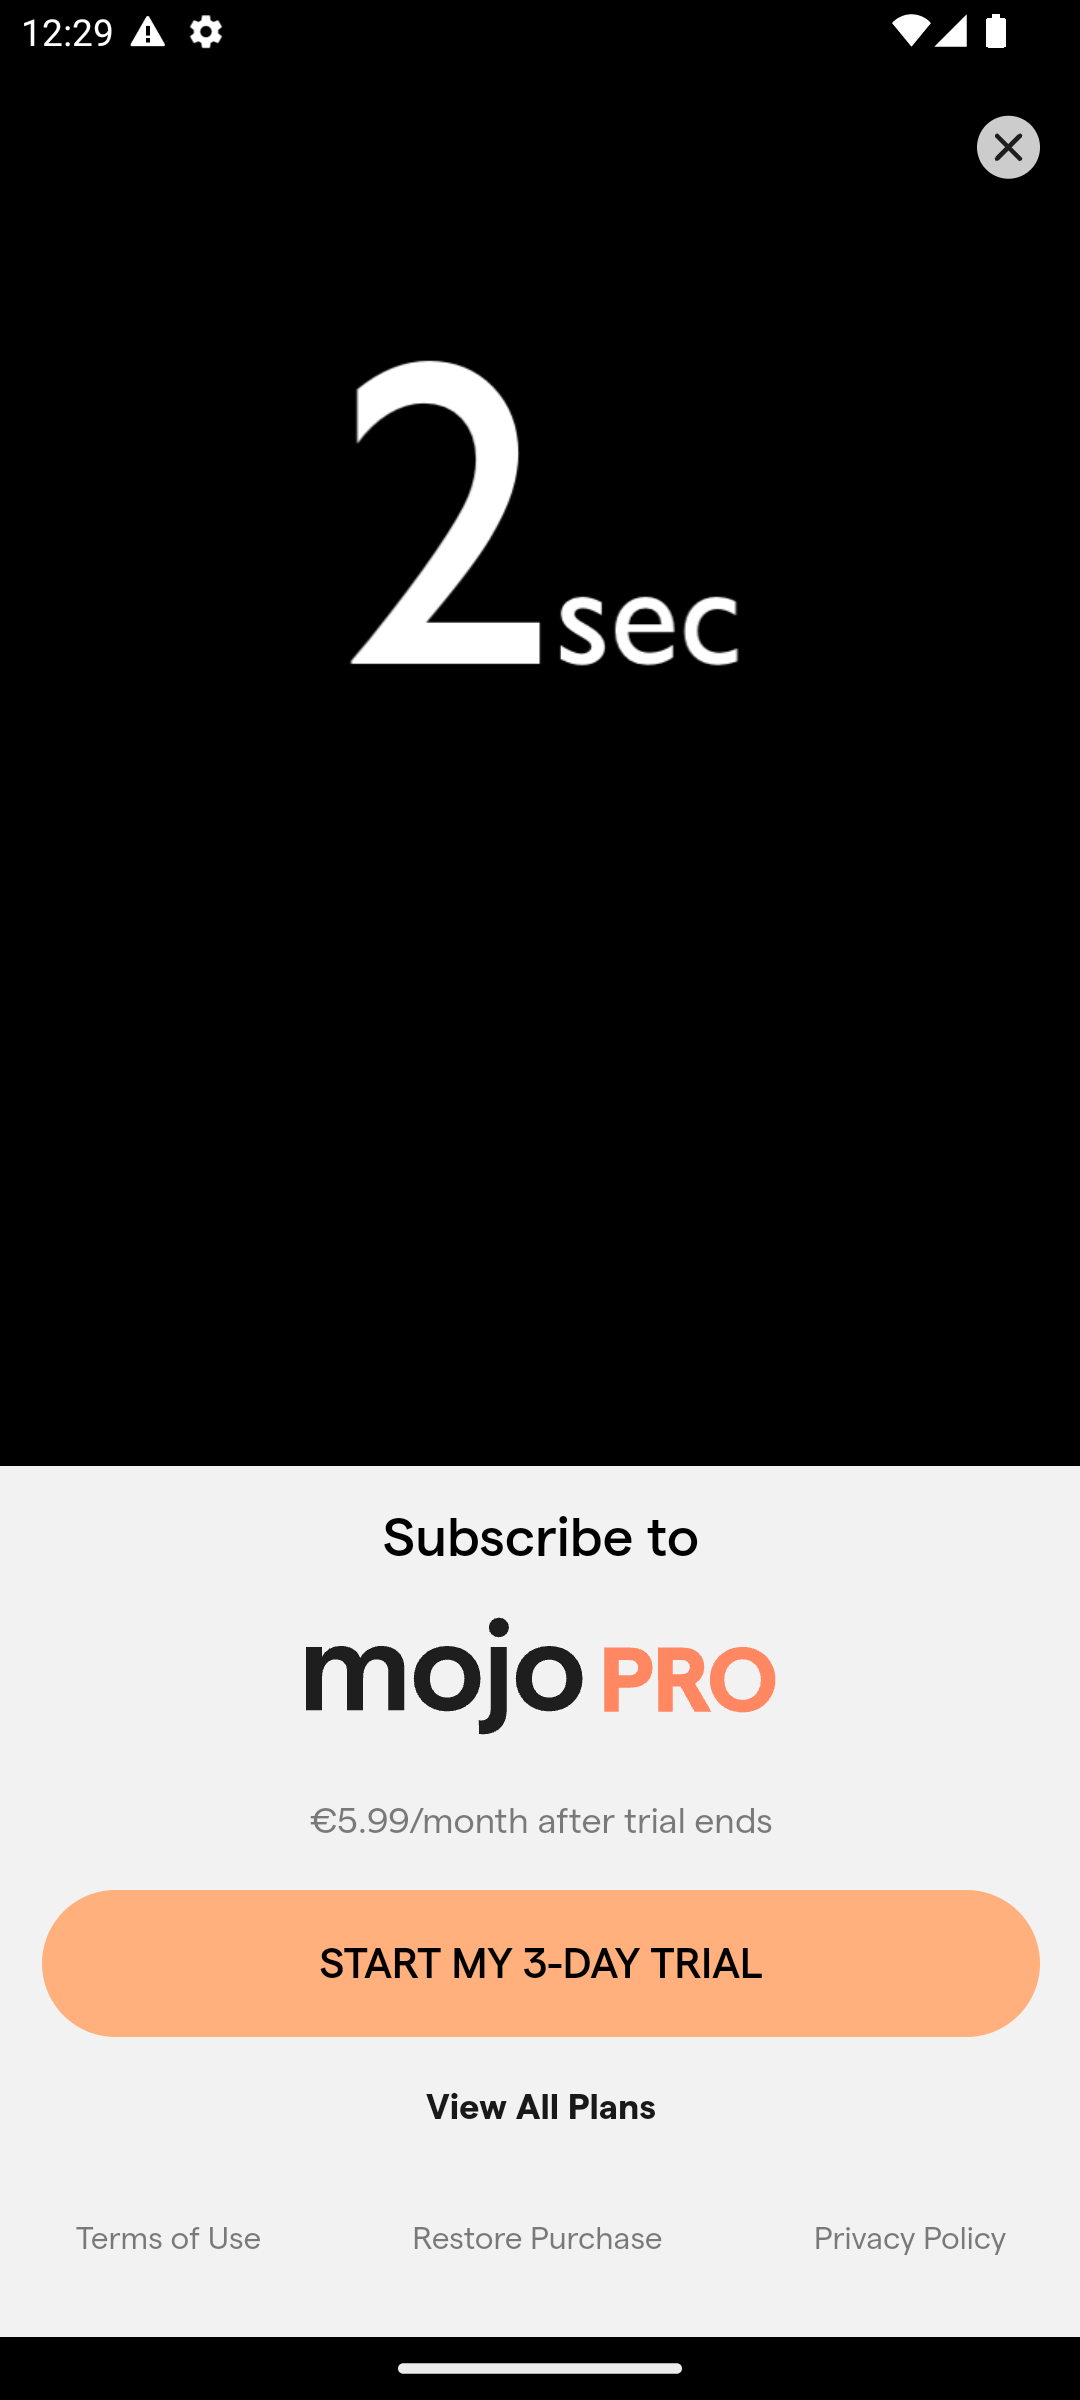 12:29
2sec
Subscribe to
mojo PRO
€5.99/month after trial ends
START MY 3-DAY TRIAL
View All Plans
Terms of Use
Restore Purchase
Privacy Policy